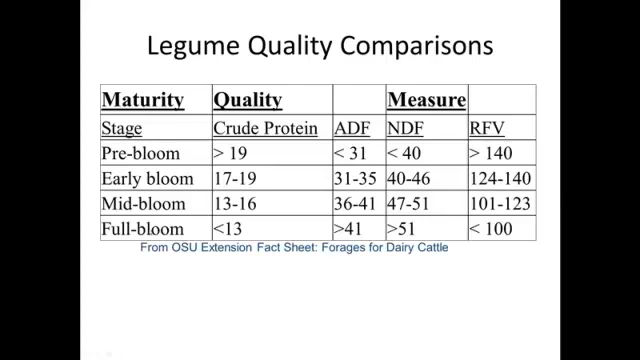 Legume Quality Comparisons
Maturity Quality Measure
Stage Crude Protein ADF NDF RFV
Pre-bloom > 19 < 31 < 40 > 140
Early bloom 17-19 31-35 40-46 124-140
Mid-bloom 13-16 36-41 47-51 101-123
Full-bloom <13 >41 >51 < 100
From OSU Extension Fact Sheet: Forages for Dairy Cattle